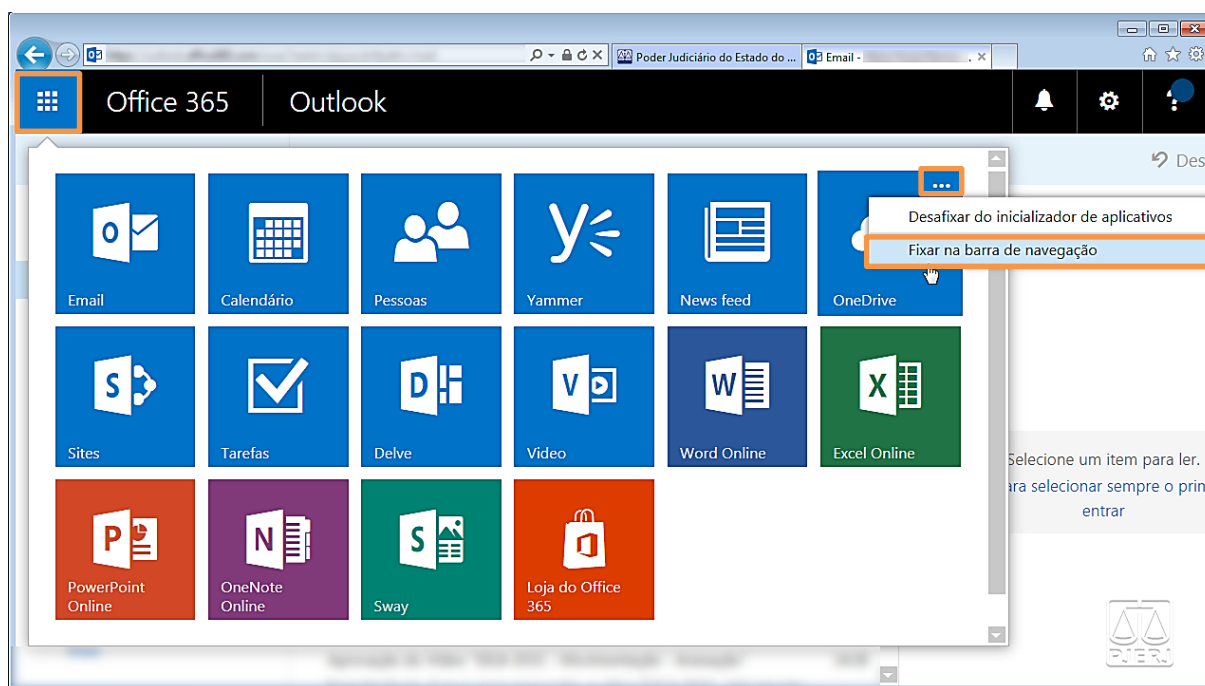 Poder Judiciário do Estado do ...
Email -
Office 365
Outlook
Des
Desafixar do inicializador de aplicativos
Fixar na barra de navegação
Email
Calendário
Pessoas
Yammer
News feed
OneDrive
Sites
Tarefas
Delve
Video
Word Online
Excel Online
Selecione um item para ler.
ara selecionar sempre o prim
entrar
PowerPoint
Online
OneNote
Online
Sway
Loja do Office
365
PJERJ